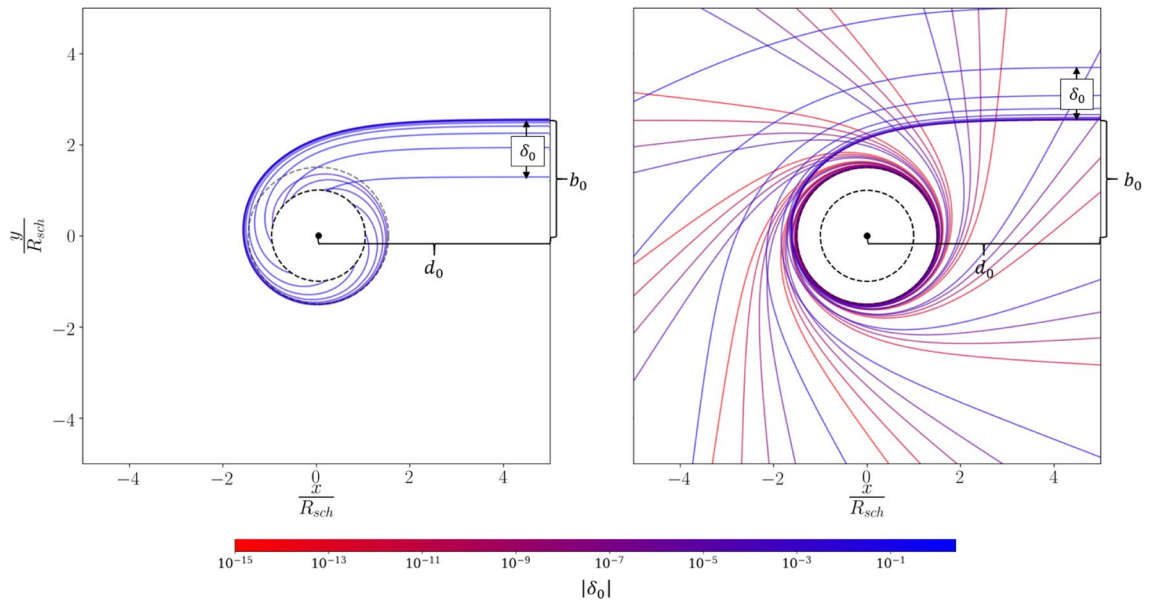 4
2
0
−2
−4
y
R_sch
−4
−2
0
2
4
x
R_sch
δ₀
b₀
d₀
−4
−2
0
2
4
x
R_sch
δ₀
b₀
d₀
10⁻¹⁵
10⁻¹³
10⁻¹¹
10⁻⁹
10⁻⁷
10⁻⁵
10⁻³
10⁻¹
|δ₀|